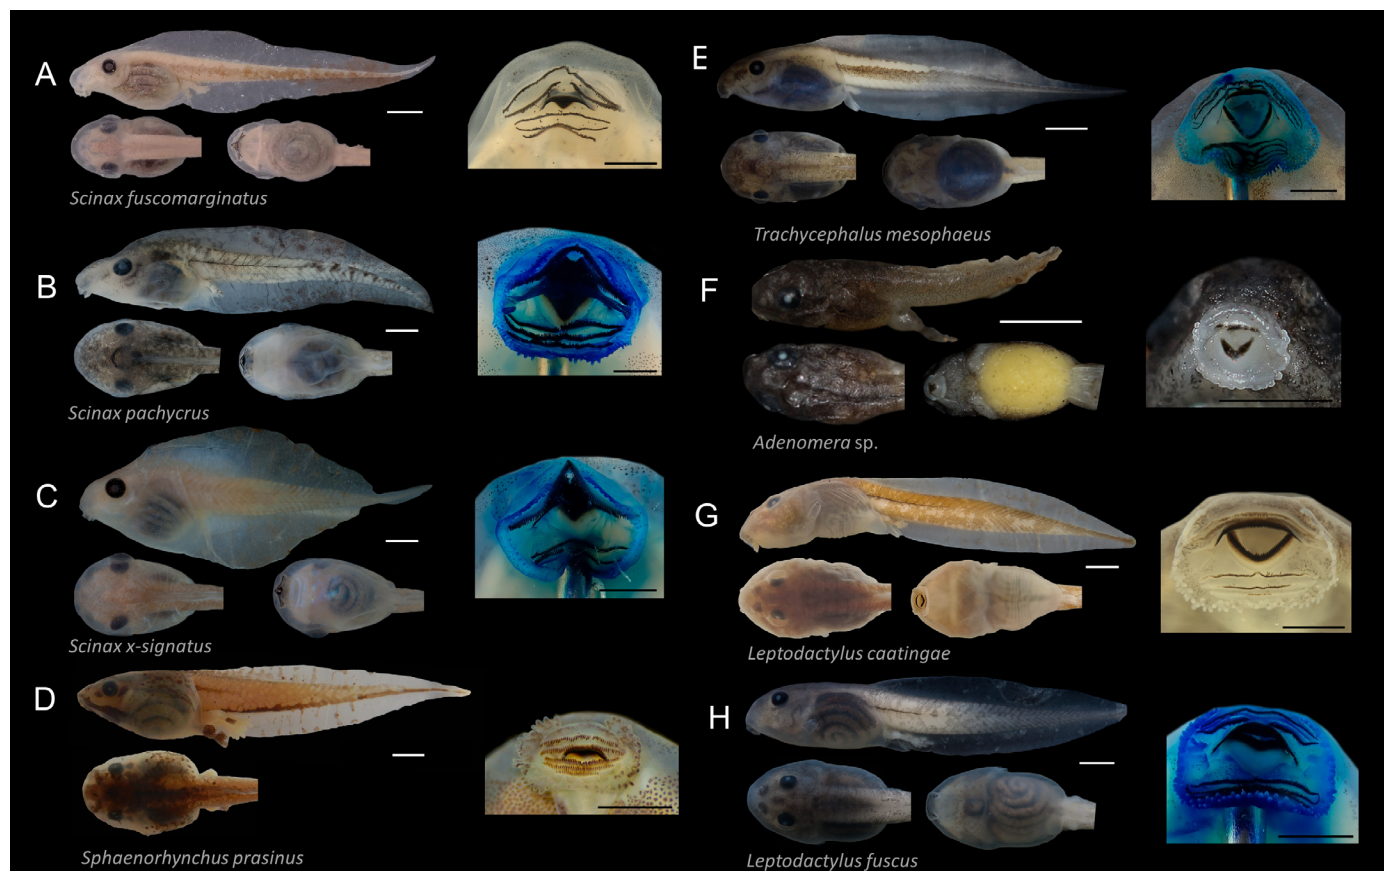 A
Scinax fuscomarginatus
B
Scinax pachycrus
C
Scinax x-signatus
D
Sphaenorhynchus prasinus
E
Trachycephalus mesophaeus
F
Adenomera sp.
G
Leptodactylus caatingae
H
Leptodactylus fuscus